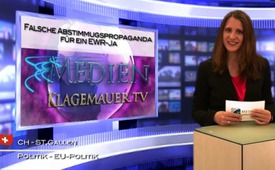 Falsche Abstimmungspropaganda
für ein EWR-Ja
MEDIEN
KLAGEMAUER.TV
CH - St.Gallen
Politik - EU-Politik